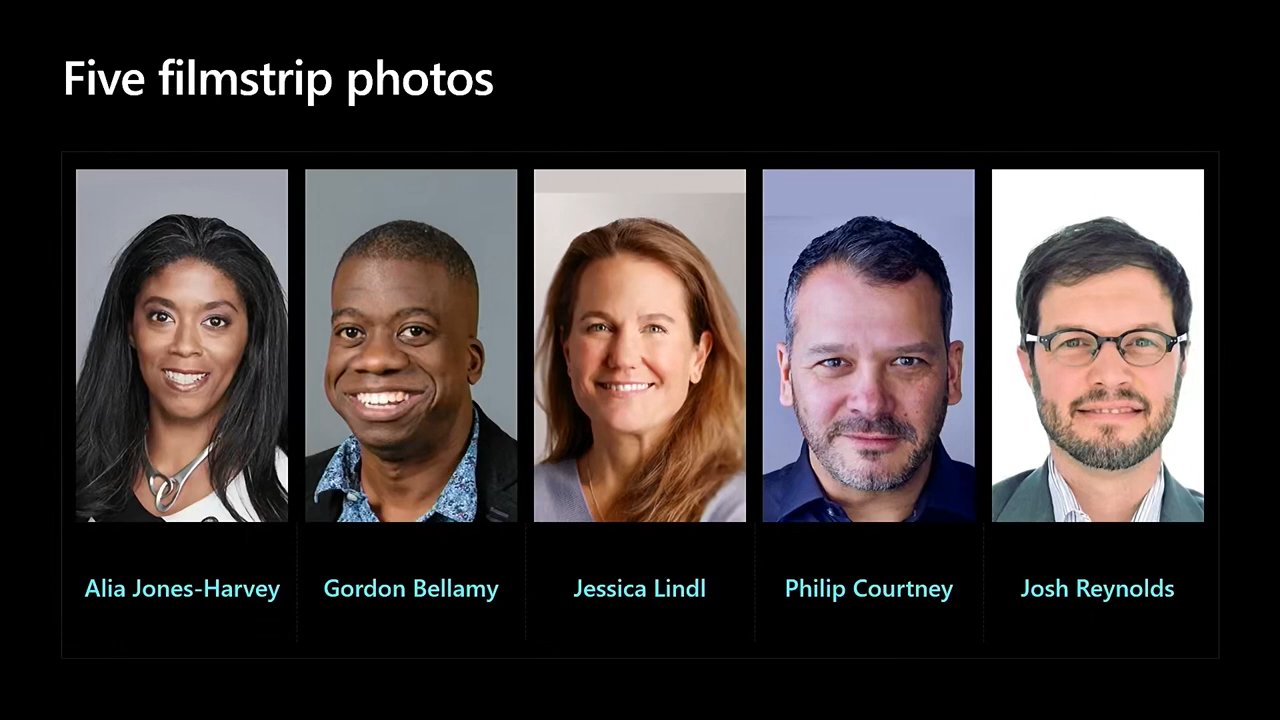 Five filmstrip photos
Alia Jones-Harvey
Gordon Bellamy
Jessica Lindl
Philip Courtney
Josh Reynolds